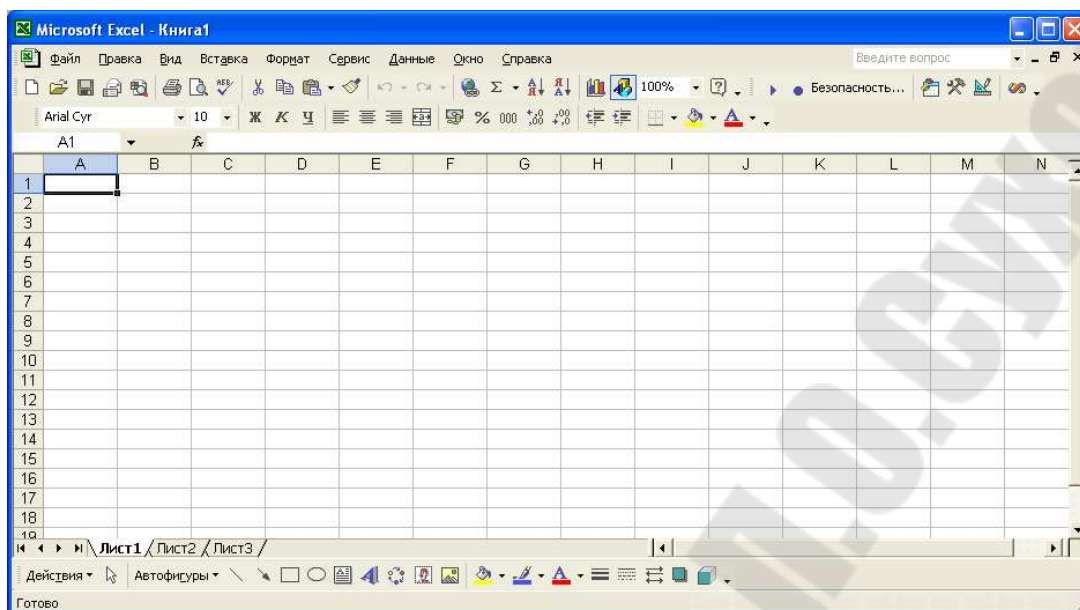 Microsoft Excel - Книга1
Файл Правка Вид Вставка Формат Сервис Данные Окно Справка Введите вопрос
100% Безопасность...
Arial Cyr 10 Ж К Ч % 000
A1 fx
A B C D E F G H I J K L M N
1
2
3
4
5
6
7
8
9
10
11
12
13
14
15
16
17
18
19
Лист1 Лист2 Лист3
Действия Автофигуры
Готово